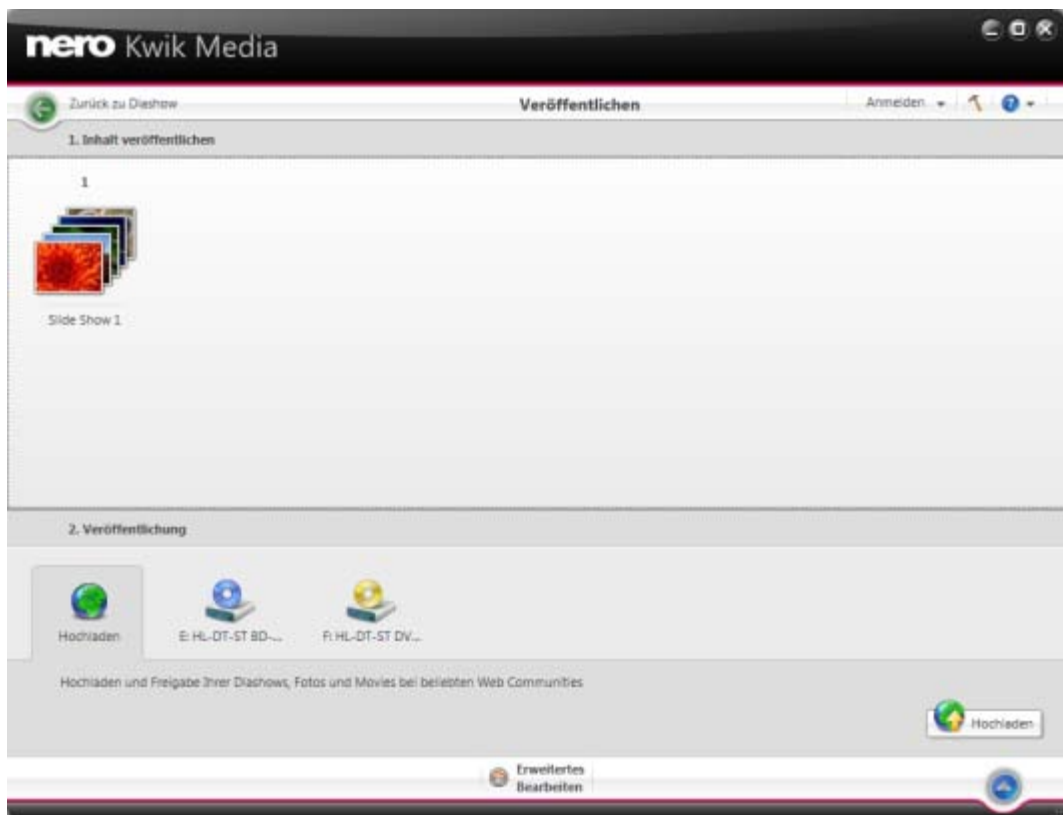 nero Kwik Media
Zurück zu Diashow
Veröffentlichen
Anmelden
1. Inhalt veröffentlichen
1
Slide Show 1
2. Veröffentlichung
Hochladen
E: HL-DT-ST BD-...
F: HL-DT-ST DV...
Hochladen und Freigabe Ihrer Diashows, Fotos und Movies bei beliebten Web Communities
Hochladen
Erweitertes
Bearbeiten